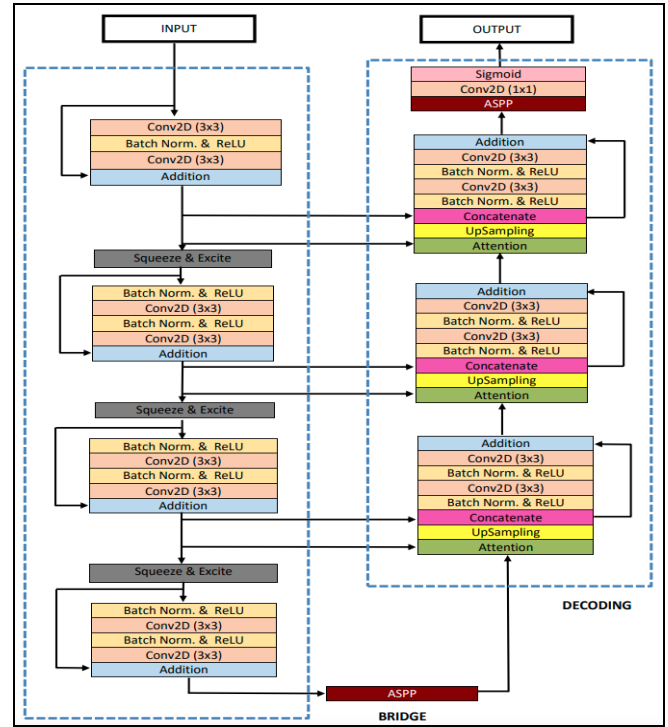 INPUT
Conv2D (3x3)
Batch Norm. & ReLU
Conv2D (3x3)
Addition
Squeeze & Excite
Batch Norm. & ReLU
Conv2D (3x3)
Batch Norm. & ReLU
Conv2D (3x3)
Addition
Squeeze & Excite
Batch Norm. & ReLU
Conv2D (3x3)
Batch Norm. & ReLU
Conv2D (3x3)
Addition
Squeeze & Excite
Batch Norm. & ReLU
Conv2D (3x3)
Batch Norm. & ReLU
Conv2D (3x3)
Addition
ASPP
BRIDGE
OUTPUT
Sigmoid
Conv2D (1x1)
ASPP
Addition
Conv2D (3x3)
Batch Norm. & ReLU
Conv2D (3x3)
Batch Norm. & ReLU
Concatenate
UpSampling
Attention
Addition
Conv2D (3x3)
Batch Norm. & ReLU
Conv2D (3x3)
Batch Norm. & ReLU
Concatenate
UpSampling
Attention
Addition
Conv2D (3x3)
Batch Norm. & ReLU
Conv2D (3x3)
Batch Norm. & ReLU
Concatenate
UpSampling
Attention
DECODING